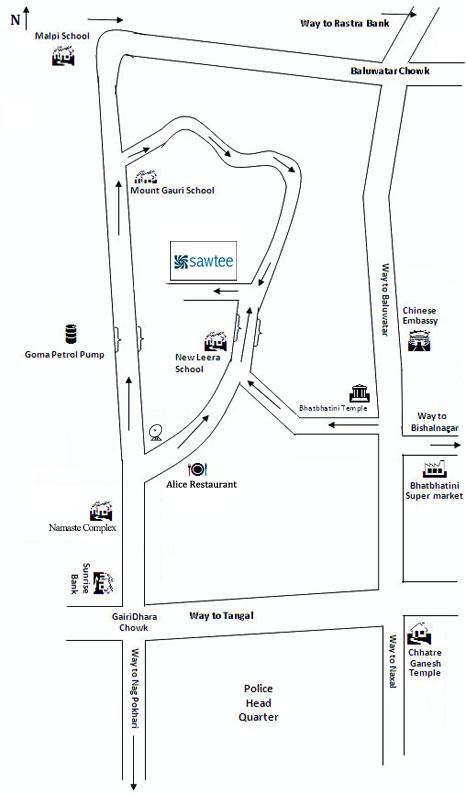 N
Way to Rastra Bank
Malpi School
Baluwatar Chowk
Mount Gauri School
sawtee
Way to Baluwatar
Chinese
Embassy
Goma Petrol Pump
New Leera
School
Bhatbhatini Temple
Way to
Bishalnagar
Alice Restaurant
Bhatbhatini
Super market
Namaste Complex
Sunrise
Bank
GairiDhara
Chowk
Way to Tangal
Way to Nag Pokhari
Way to Naxal
Chhatre
Ganesh
Temple
Police
Head
Quarter